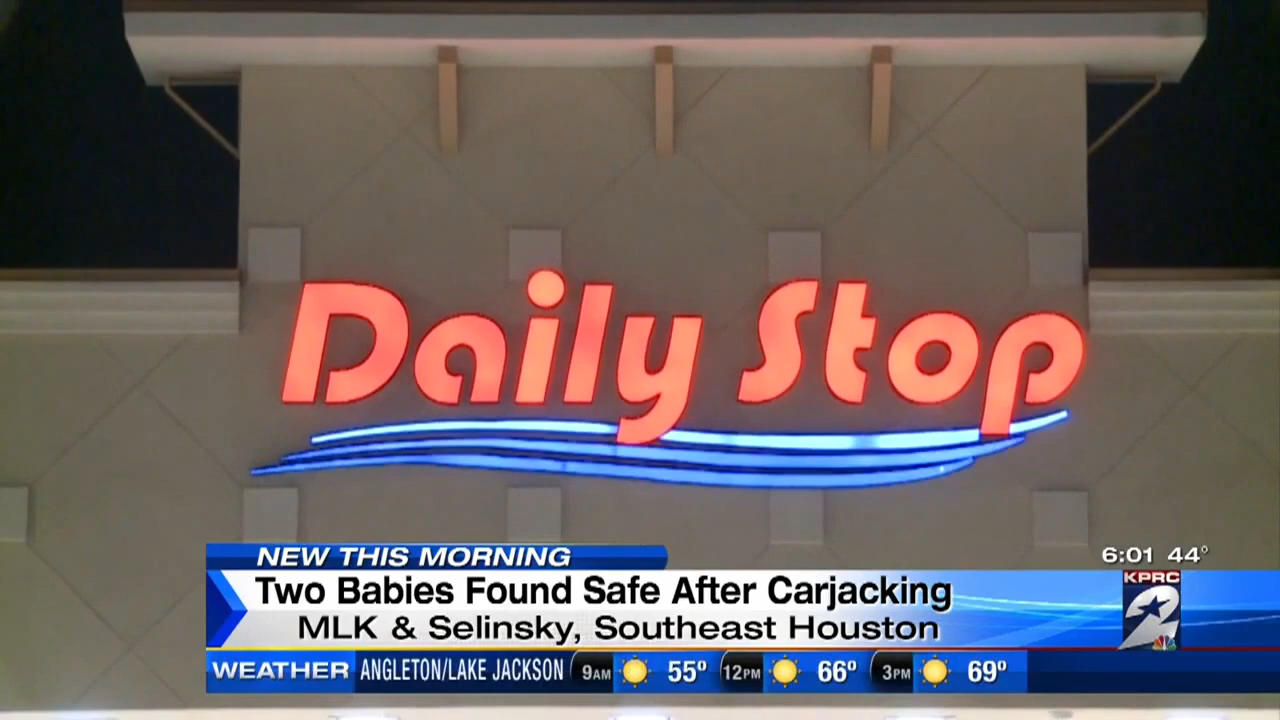 Daily Stop
NEW THIS MORNING
6:01 44°
Two Babies Found Safe After Carjacking
KPRC
2
MLK & Selinsky, Southeast Houston
WEATHER ANGLETON/LAKE JACKSON 9AM 55° 12PM 66° 3PM 69°